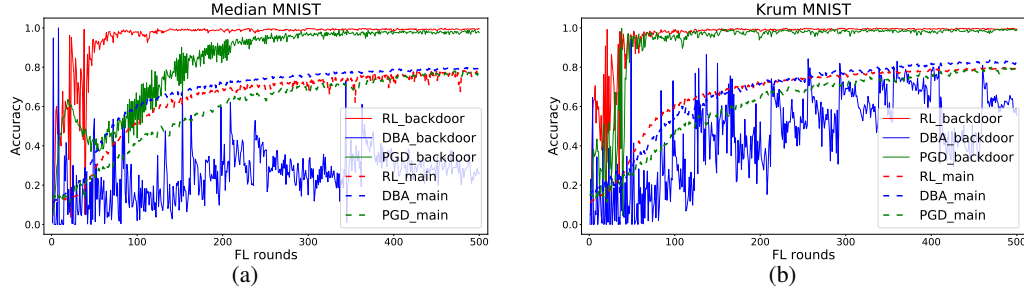 Median MNIST
1.0
0.8
0.6
0.4
0.2
0.0
Accuracy
0 100 200 300 400 500
FL rounds
RL_backdoor
DBA_backdoor
PGD_backdoor
RL_main
DBA_main
PGD_main
(a)
Krum MNIST
1.0
0.8
0.6
0.4
0.2
0.0
Accuracy
0 100 200 300 400 500
FL rounds
RL_backdoor
DBA_backdoor
PGD_backdoor
RL_main
DBA_main
PGD_main
(b)